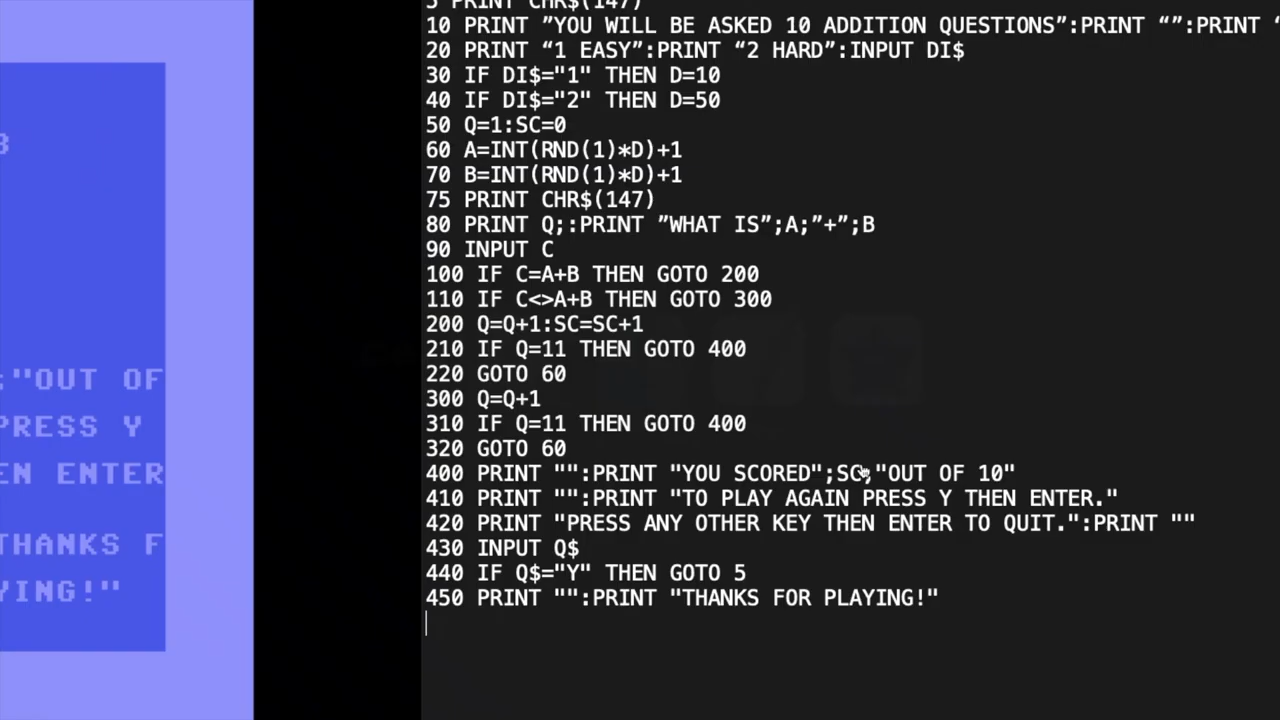 5 PRINT CHR$(147)
10 PRINT ”YOU WILL BE ASKED 10 ADDITION QUESTIONS”:PRINT “”:PRINT “
20 PRINT “1 EASY”:PRINT “2 HARD”:INPUT DI$
30 IF DI$="1" THEN D=10
40 IF DI$="2" THEN D=50
50 Q=1:SC=0
60 A=INT(RND(1)*D)+1
70 B=INT(RND(1)*D)+1
75 PRINT CHR$(147)
80 PRINT Q;:PRINT ”WHAT IS”;A;”+”;B
90 INPUT C
100 IF C=A+B THEN GOTO 200
110 IF C<>A+B THEN GOTO 300
200 Q=Q+1:SC=SC+1
210 IF Q=11 THEN GOTO 400
220 GOTO 60
300 Q=Q+1
310 IF Q=11 THEN GOTO 400
320 GOTO 60
400 PRINT "":PRINT "YOU SCORED";SC;"OUT OF 10"
410 PRINT "":PRINT "TO PLAY AGAIN PRESS Y THEN ENTER."
420 PRINT "PRESS ANY OTHER KEY THEN ENTER TO QUIT.":PRINT ""
430 INPUT Q$
440 IF Q$="Y" THEN GOTO 5
450 PRINT "":PRINT "THANKS FOR PLAYING!"
B
;"OUT OF
PRESS Y
EN ENTER
THANKS F
YING!"